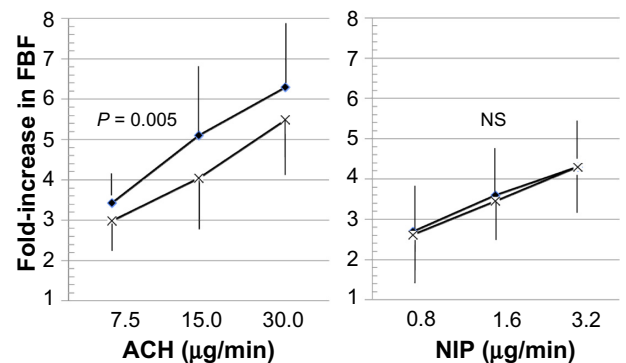 Fold-increase in FBF
8
7
6
5
4
3
2
1
P = 0.005
7.5 15.0 30.0
ACH (µg/min)
8
7
6
5
4
3
2
1
NS
0.8 1.6 3.2
NIP (µg/min)